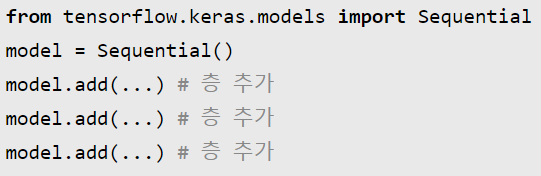 from tensorflow.keras.models import Sequential
model = Sequential()
model.add(...) # 층 추가
model.add(...) # 층 추가
model.add(...) # 층 추가